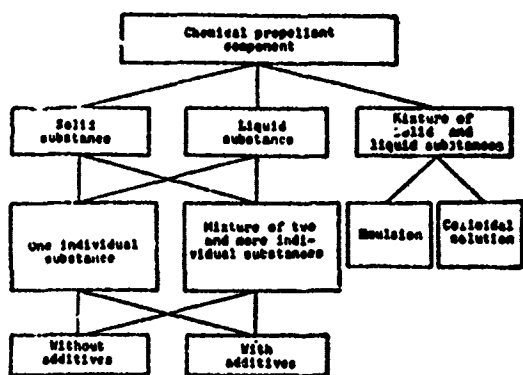 Chemical propellant
component
Solid
substance
Liquid
substance
Mixture of
solid and
liquid substances
One individual
substance
Mixture of two
and more indi-
vidual substances
Emulsion
Colloidal
solution
Without
additives
With
additives